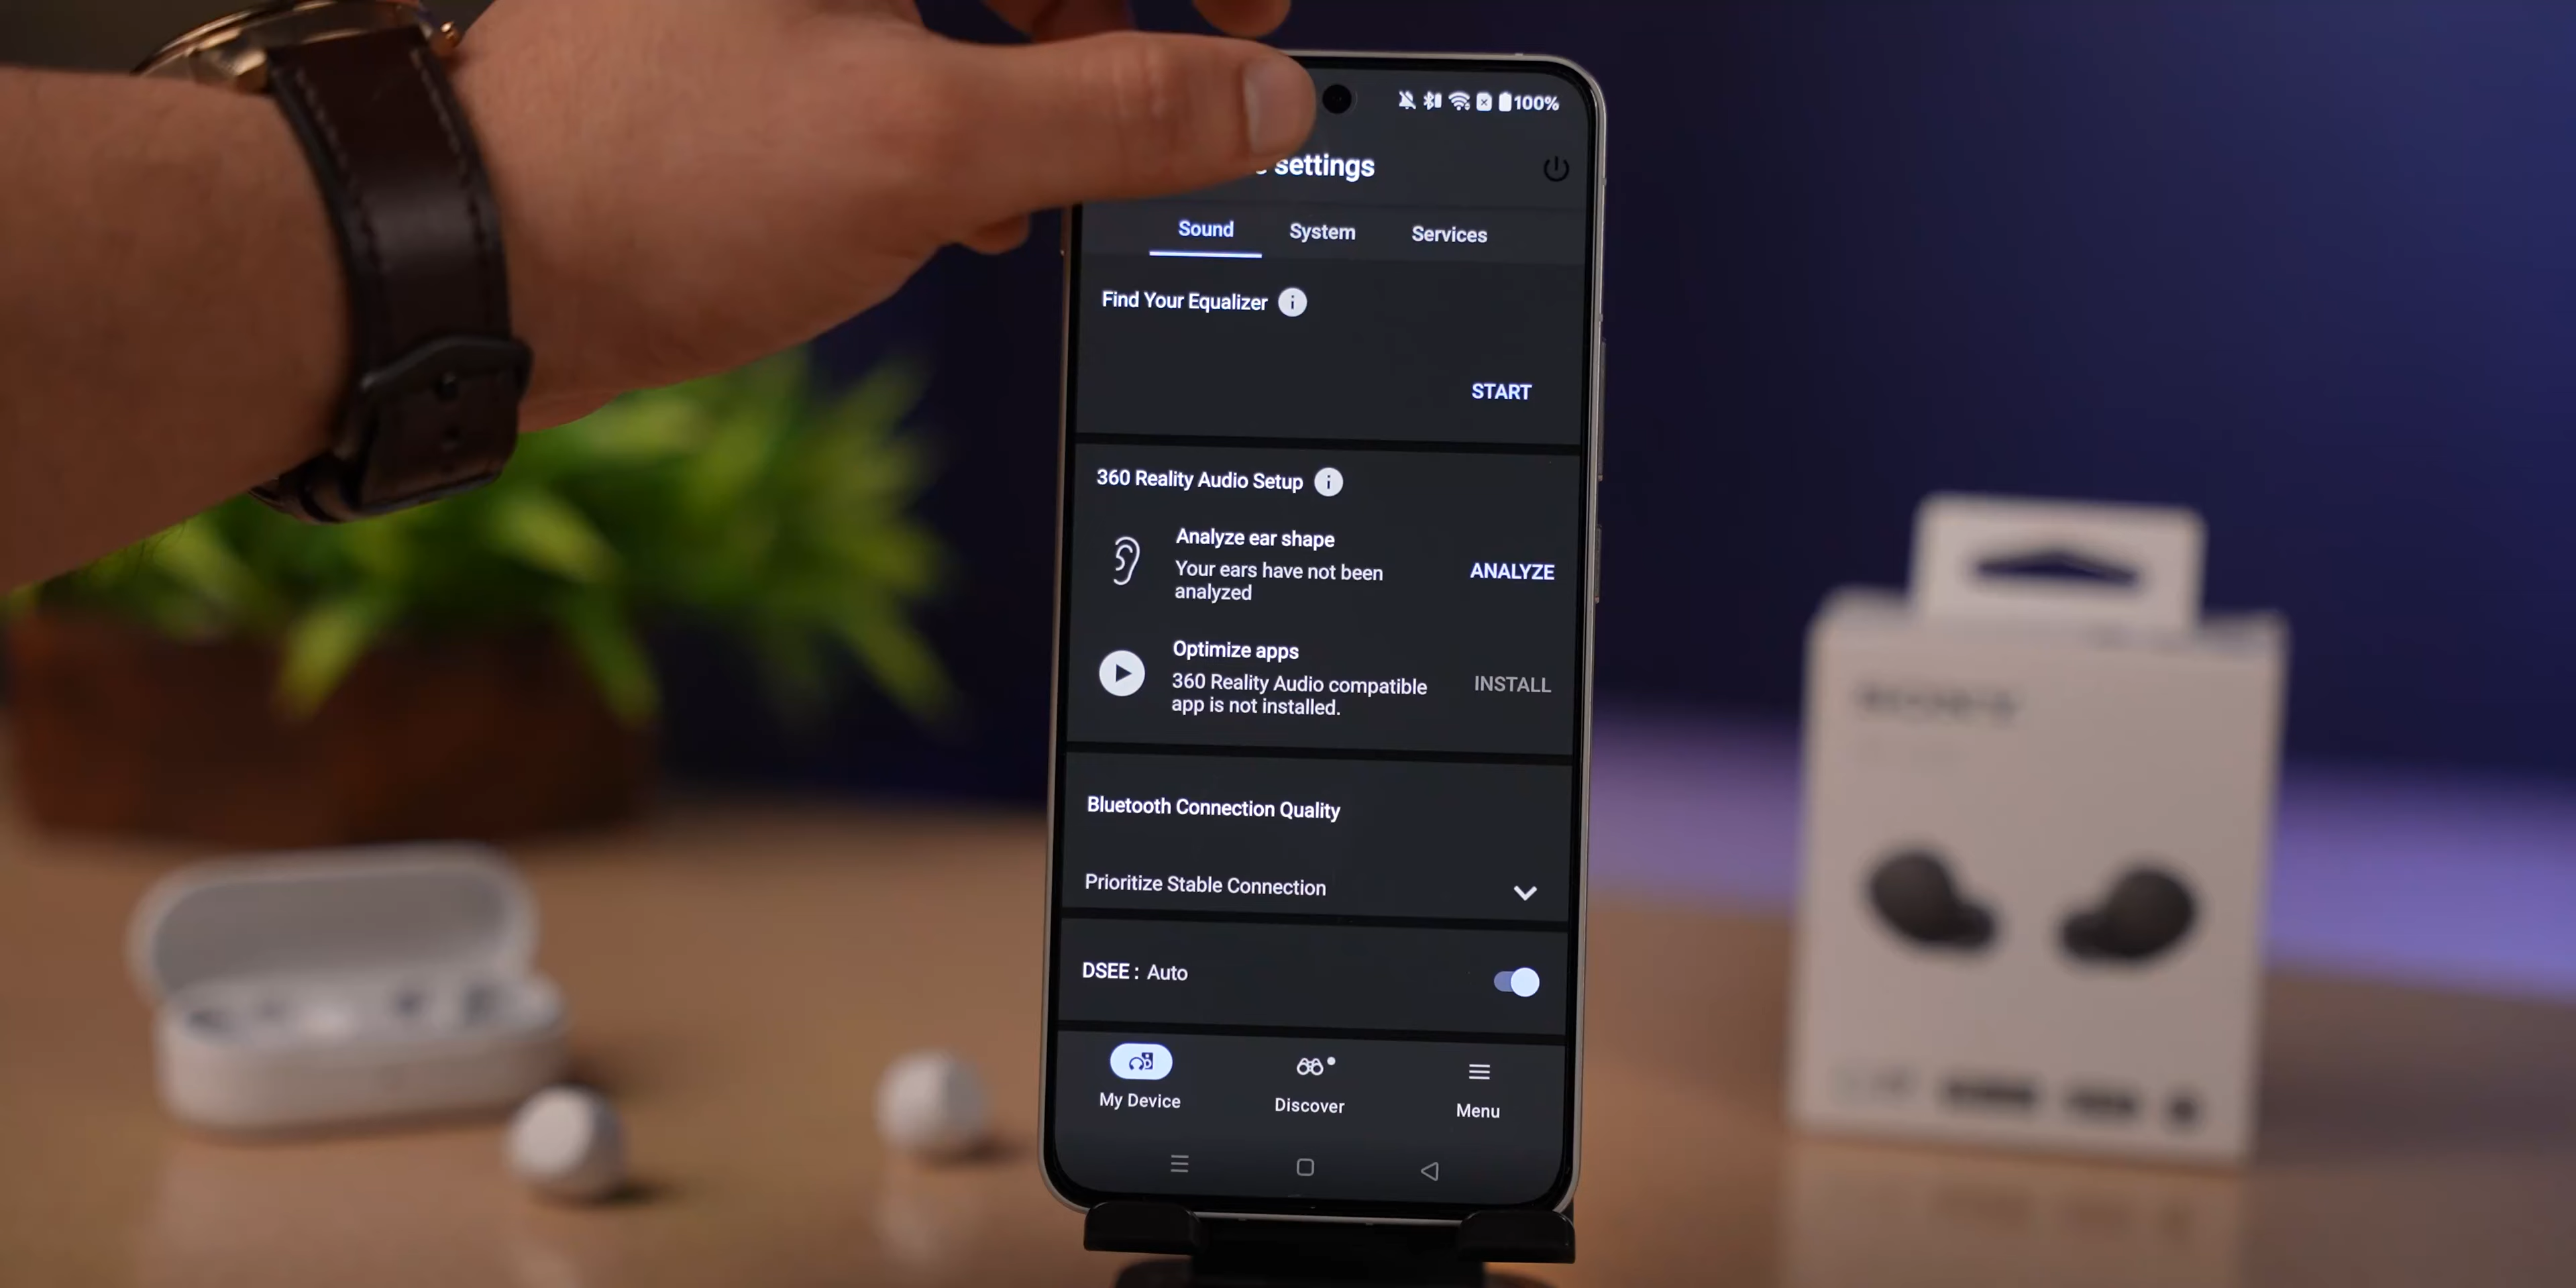 100%
settings
Sound System Services
Find Your Equalizer
START
360 Reality Audio Setup
Analyze ear shape
Your ears have not been
analyzed
ANALYZE
Optimize apps
360 Reality Audio compatible
app is not installed.
INSTALL
Bluetooth Connection Quality
Prioritize Stable Connection
DSEE : Auto
My Device Discover Menu
SONY